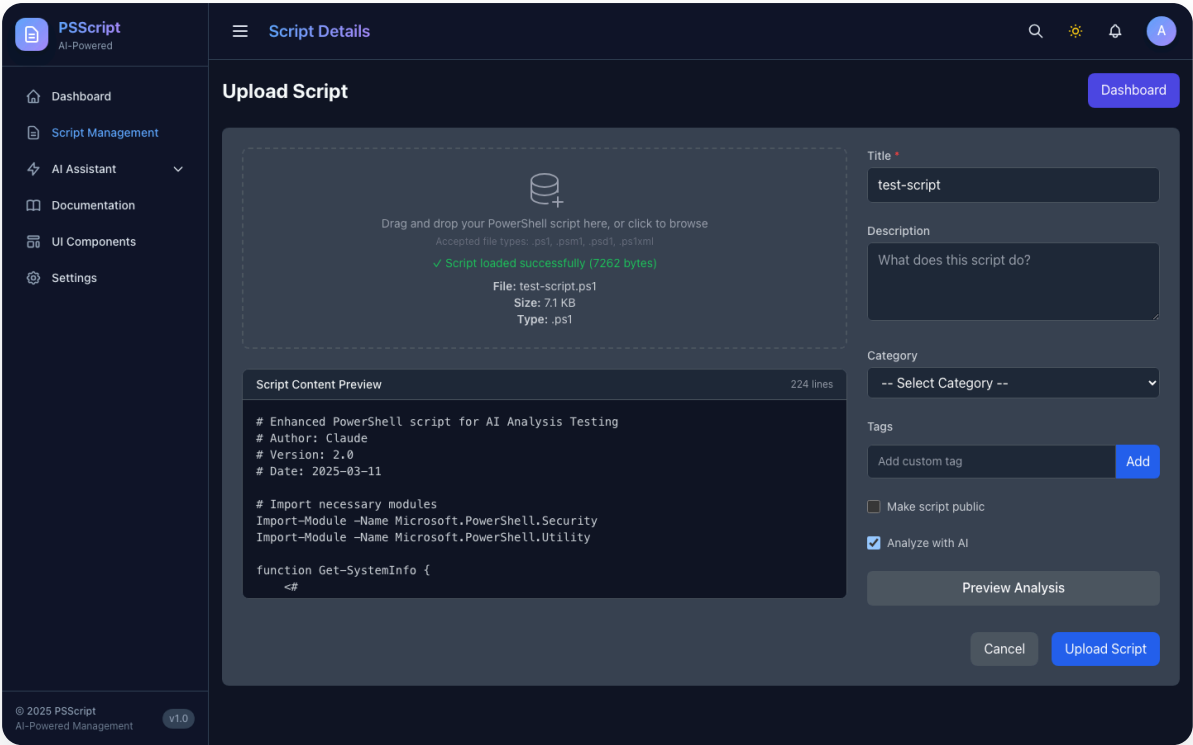 PSScript
AI-Powered
Dashboard
Script Management
AI Assistant
Documentation
UI Components
Settings
© 2025 PSScript
AI-Powered Management
v1.0
Script Details
A
Upload Script
Dashboard
Drag and drop your PowerShell script here, or click to browse
Accepted file types: .ps1, .psm1, .psd1, .ps1xml
✓ Script loaded successfully (7262 bytes)
File: test-script.ps1
Size: 7.1 KB
Type: .ps1
Script Content Preview 224 lines
# Enhanced PowerShell script for AI Analysis Testing
# Author: Claude
# Version: 2.0
# Date: 2025-03-11
# Import necessary modules
Import-Module -Name Microsoft.PowerShell.Security
Import-Module -Name Microsoft.PowerShell.Utility
function Get-SystemInfo {
<#
Title *
test-script
Description
What does this script do?
Category
-- Select Category --
Tags
Add custom tag
Add
Make script public
Analyze with AI
Preview Analysis
Cancel
Upload Script